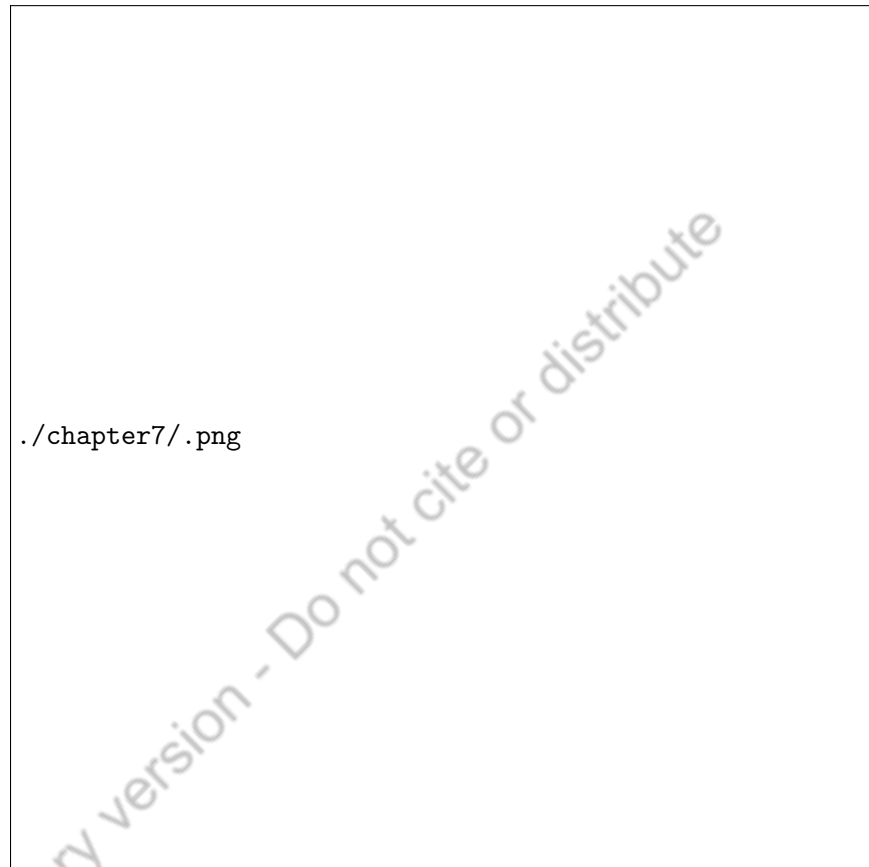 ./chapter7/.png
ry version - Do not cite or distribute